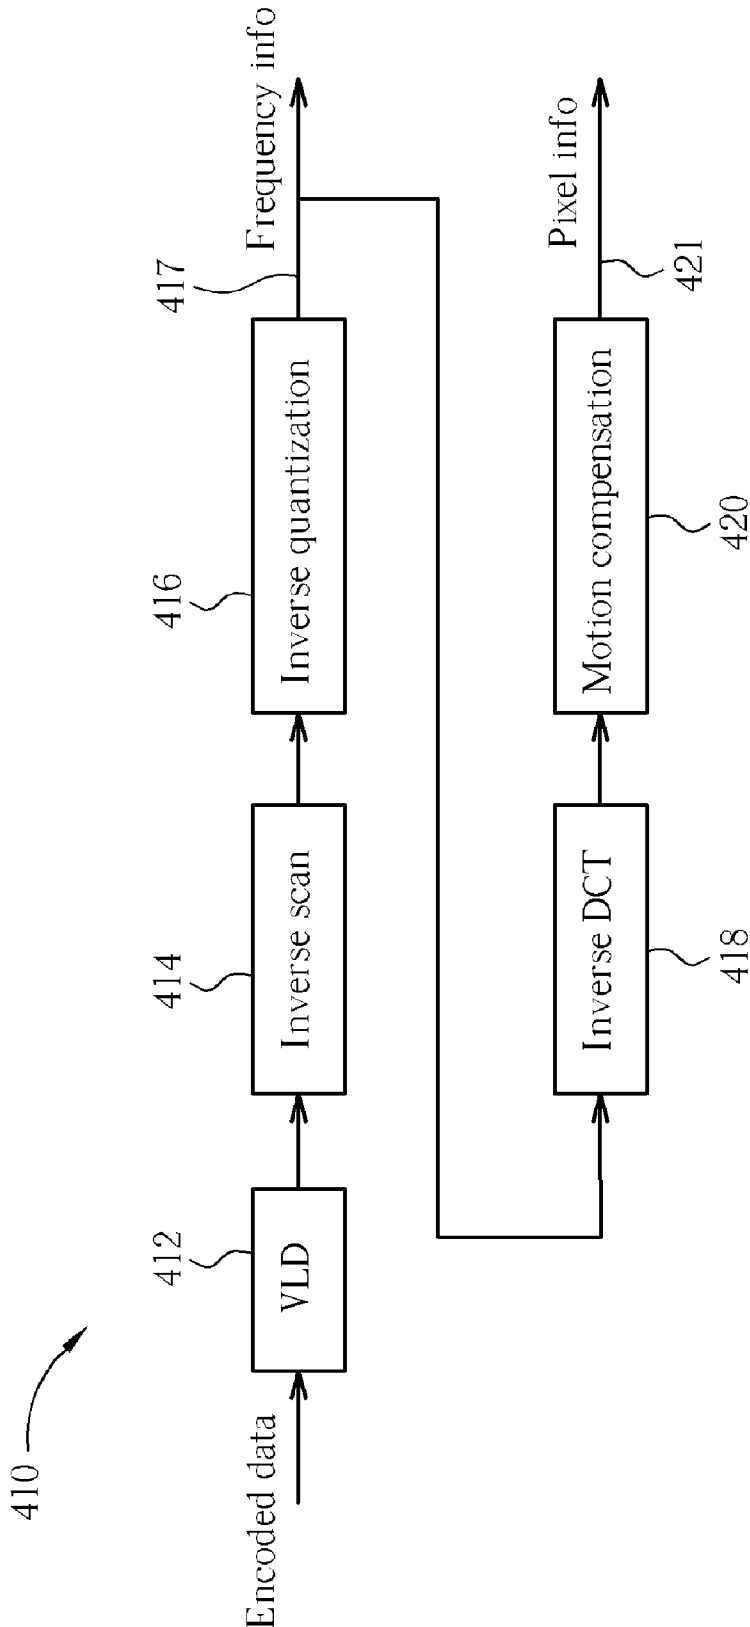 410
Encoded data
412
VLD
414
Inverse scan
416
Inverse quantization
417
Frequency info
Inverse DCT
418
Motion compensation
420
421
Pixel info